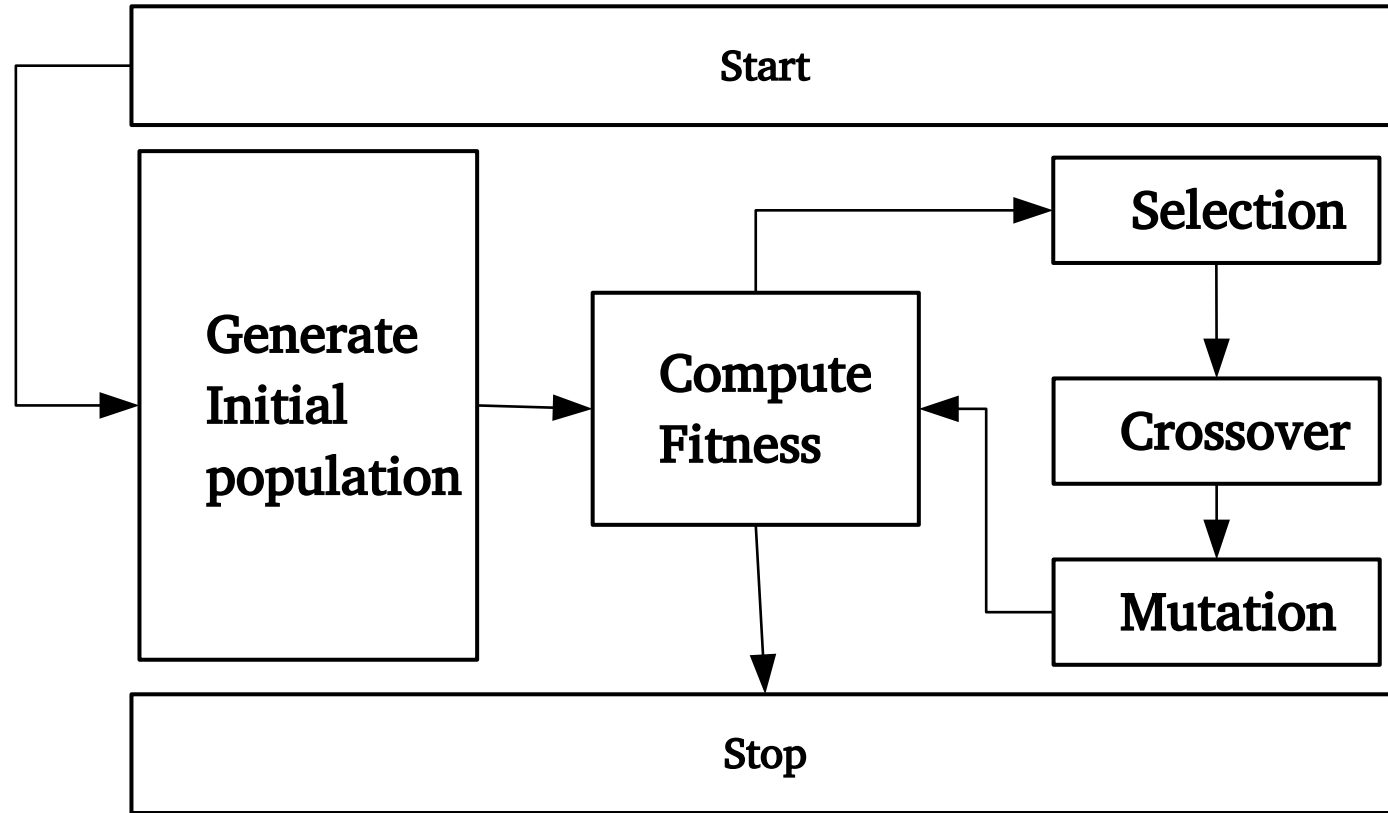 Start
Generate
Initial
population
Compute
Fitness
Selection
Crossover
Mutation
Stop